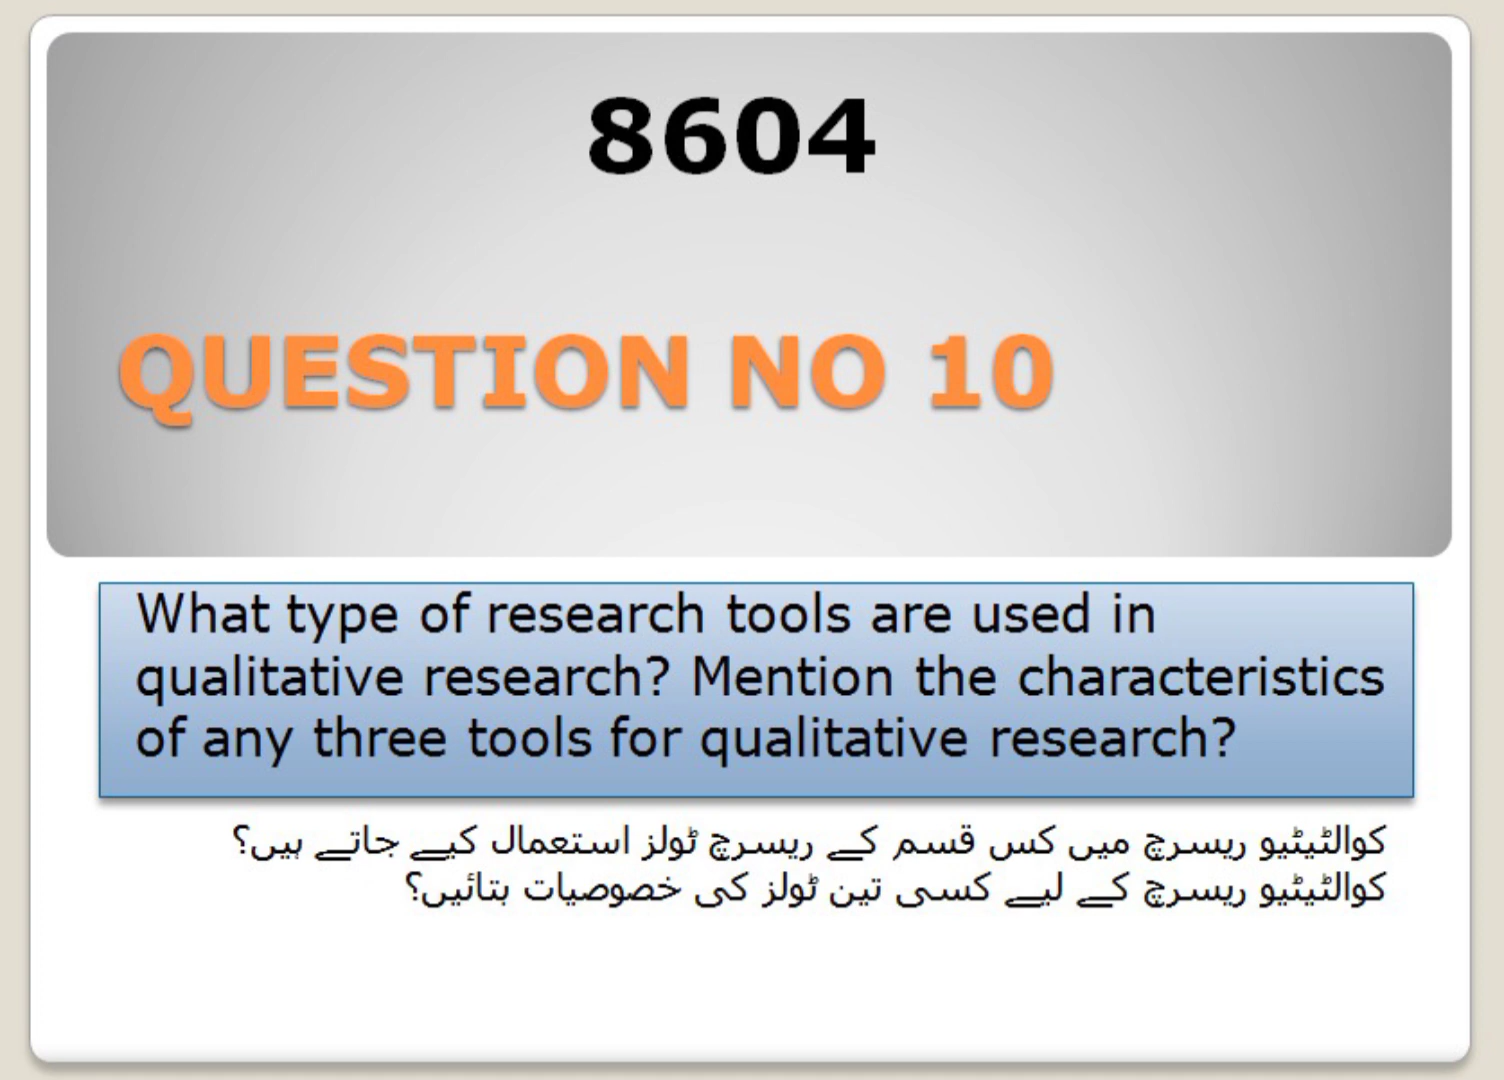 8604
QUESTION NO 10
What type of research tools are used in
qualitative research? Mention the characteristics
of any three tools for qualitative research?
کوالٹیٹیو ریسرچ میں کس قسم کے ریسرچ ٹولز استعمال کیے جاتے ہیں؟
کوالٹیٹیو ریسرچ کے لیے کسی تین ٹولز کی خصوصیات بتائیں؟